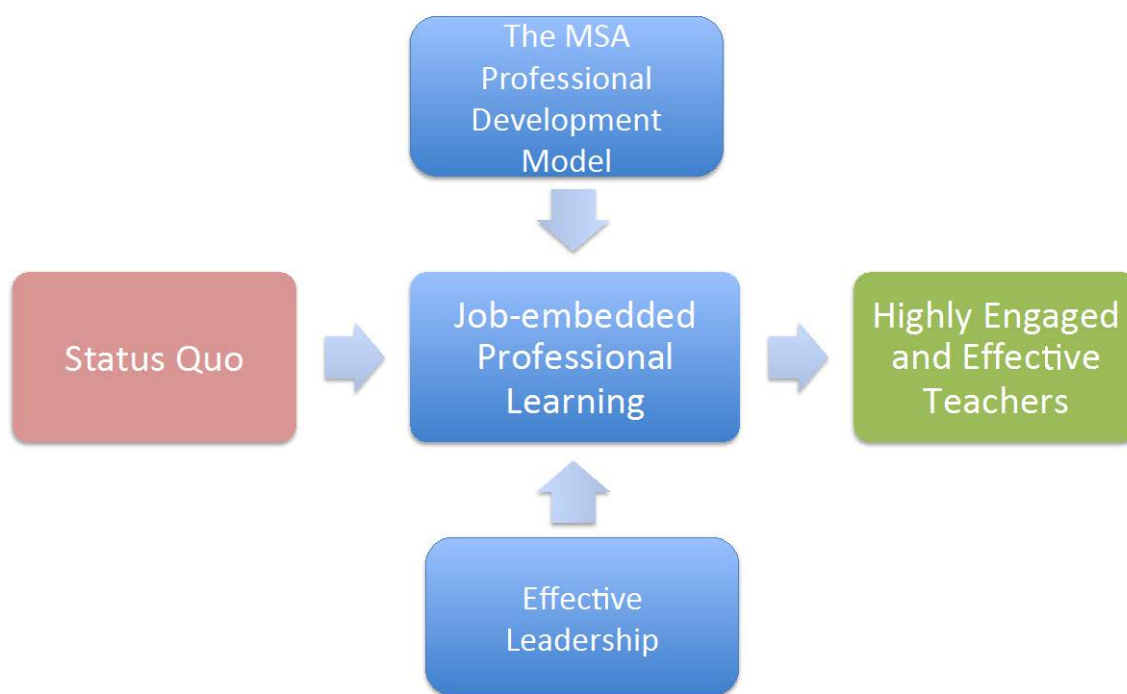 The MSA
Professional
Development
Model
Status Quo
Job-embedded
Professional
Learning
Highly Engaged
and Effective
Teachers
Effective
Leadership